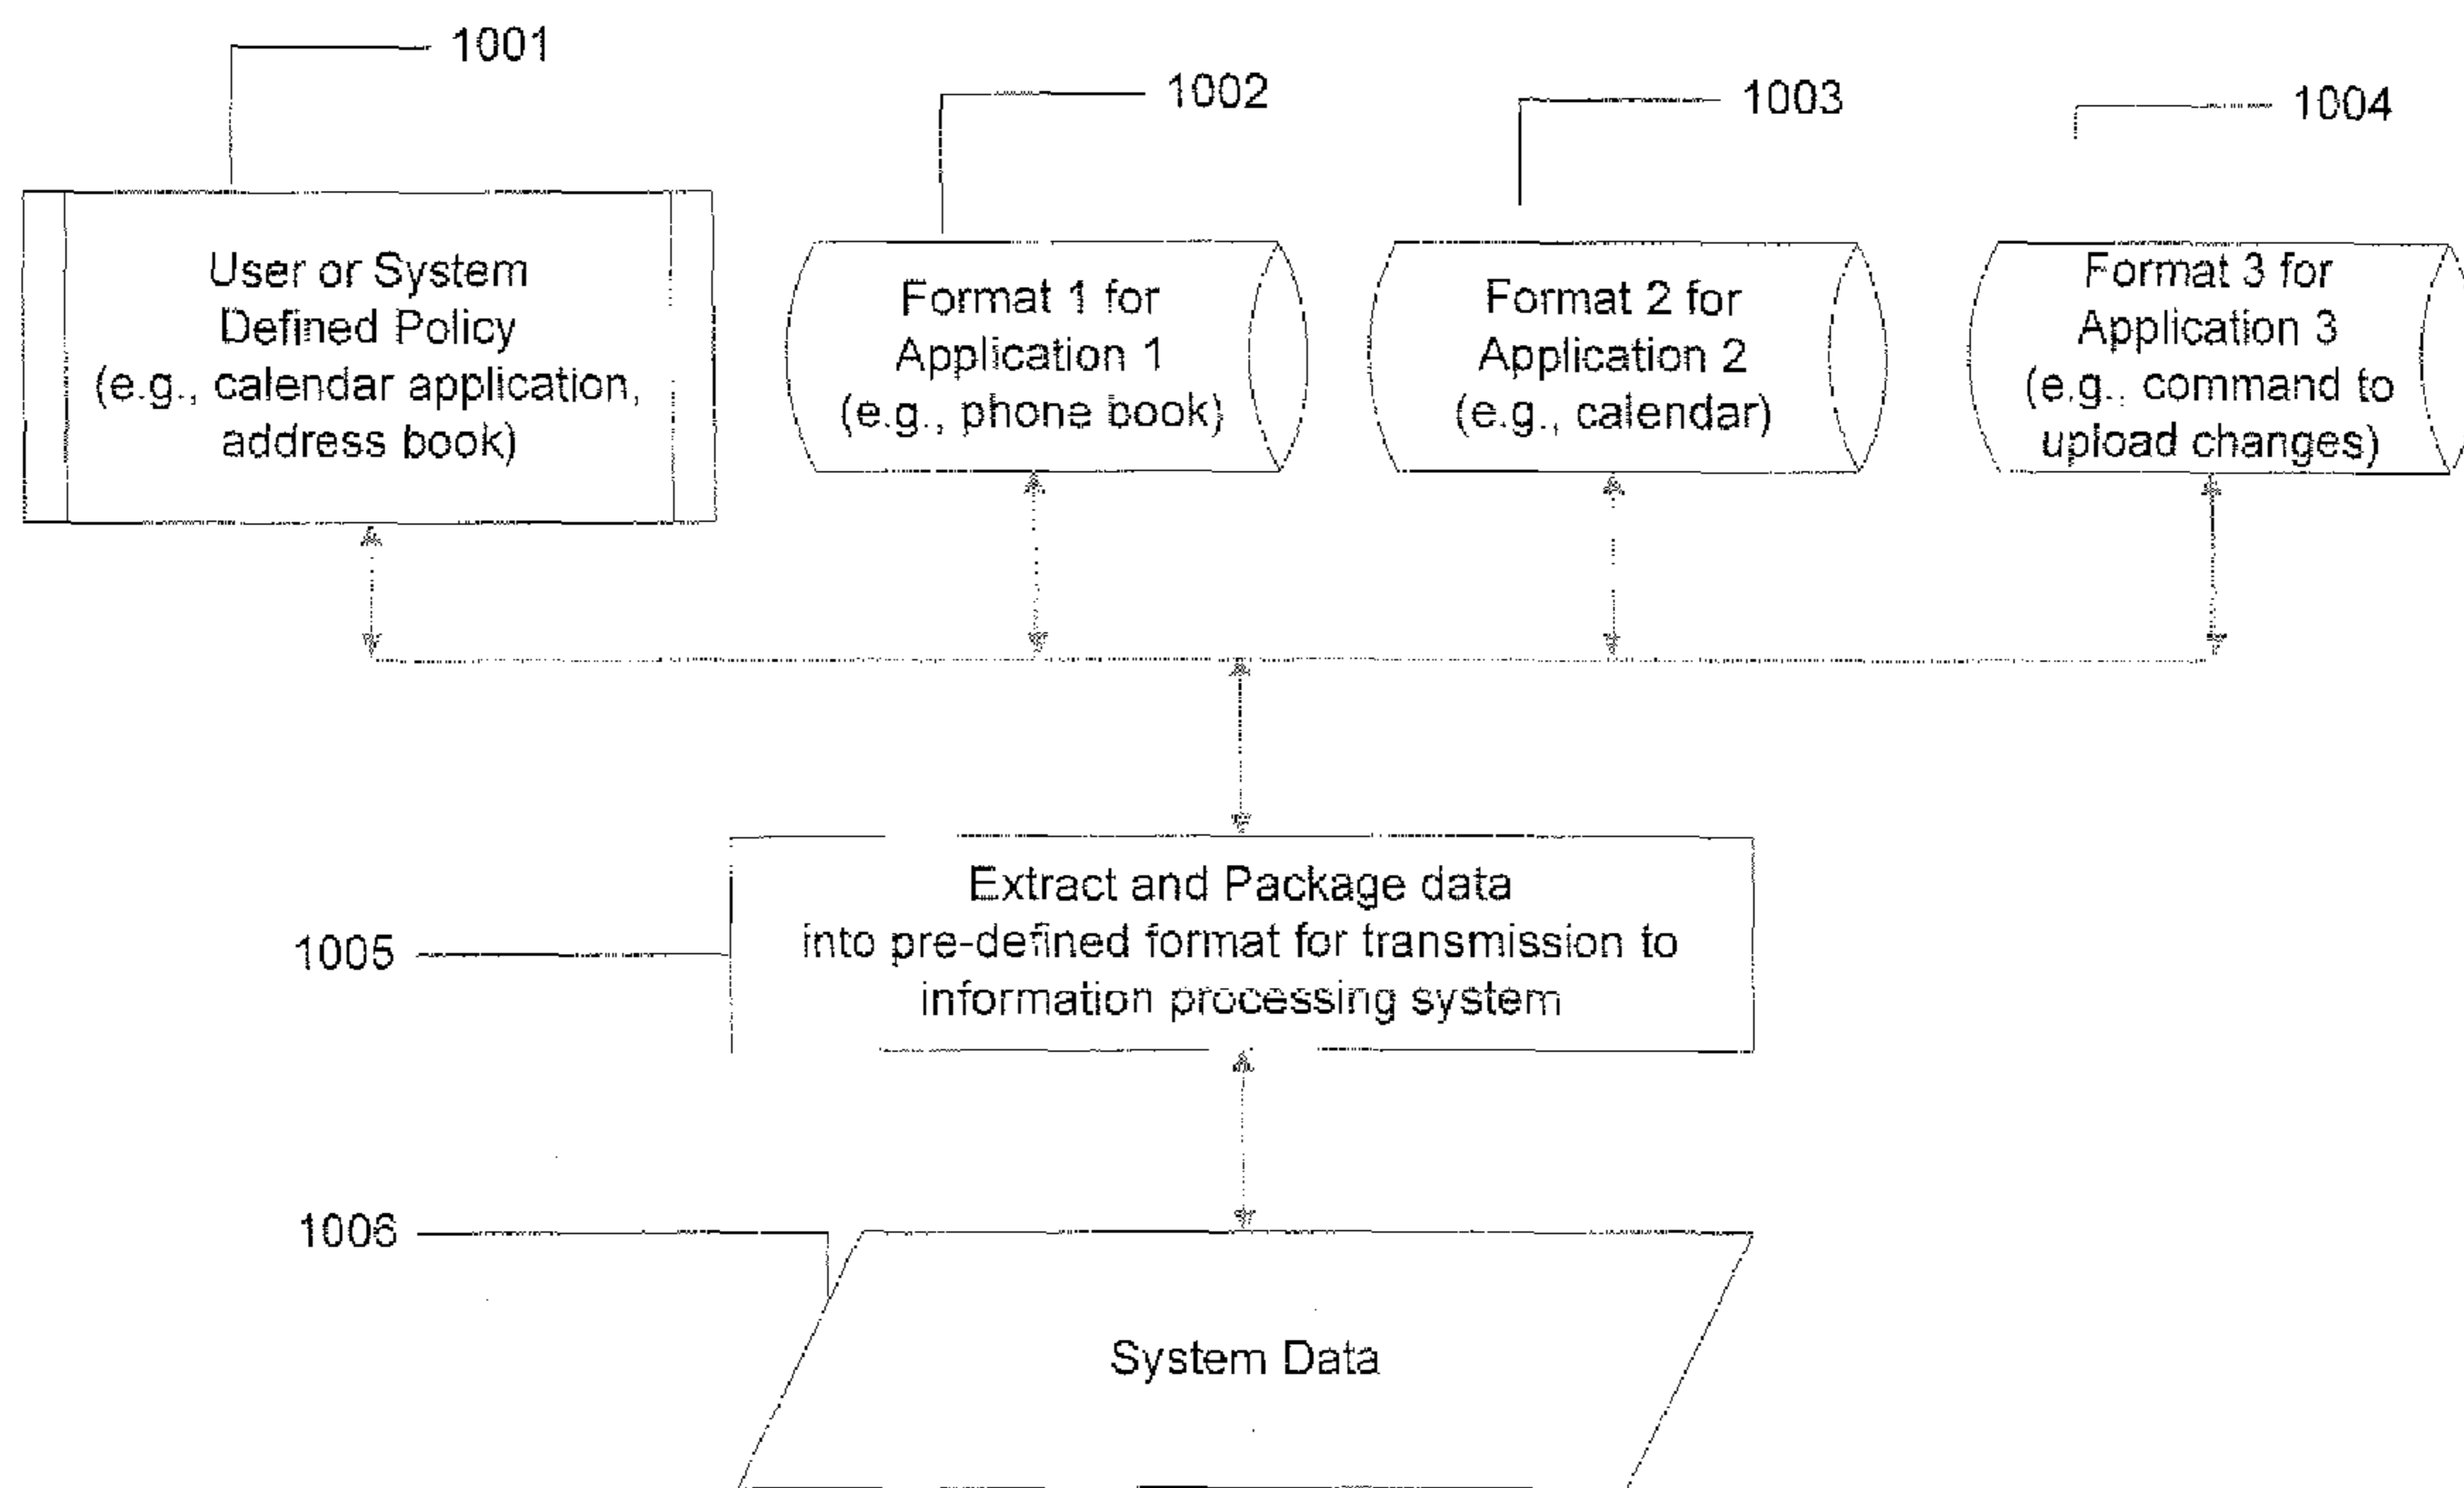 1001
1002
1003
1004
User or System
Defined Policy
(e.g., calendar application,
address book)
Format 1 for
Application 1
(e.g., phone book)
Format 2 for
Application 2
(e.g., calendar)
Format 3 for
Application 3
(e.g., command to
upload changes)
1005
Extract and Package data
into pre-defined format for transmission to
information processing system
1006
System Data